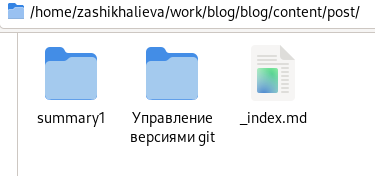 /home/zashikhalieva/work/blog/blog/content/post/
summary1
Управление
версиями git
_index.md